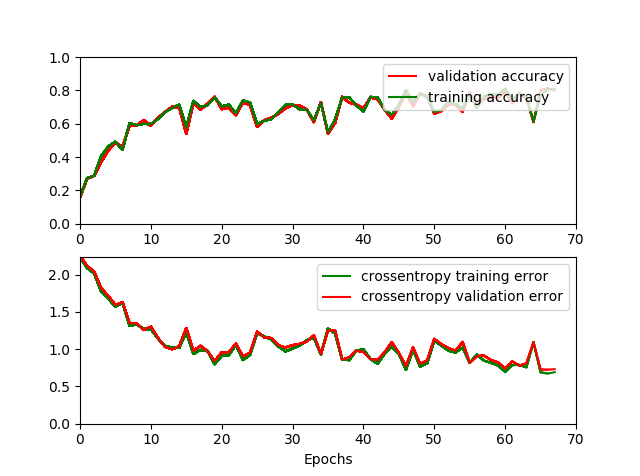 1.0
validation accuracy
0.8
training accuracy
0.6
0.4
0.2
0.0
0 10 20 30 40 50 60 70
crossentropy training error
2.0
crossentropy validation error
1.5
1.0
0.5
0.0
0 10 20 30 40 50 60 70
Epochs